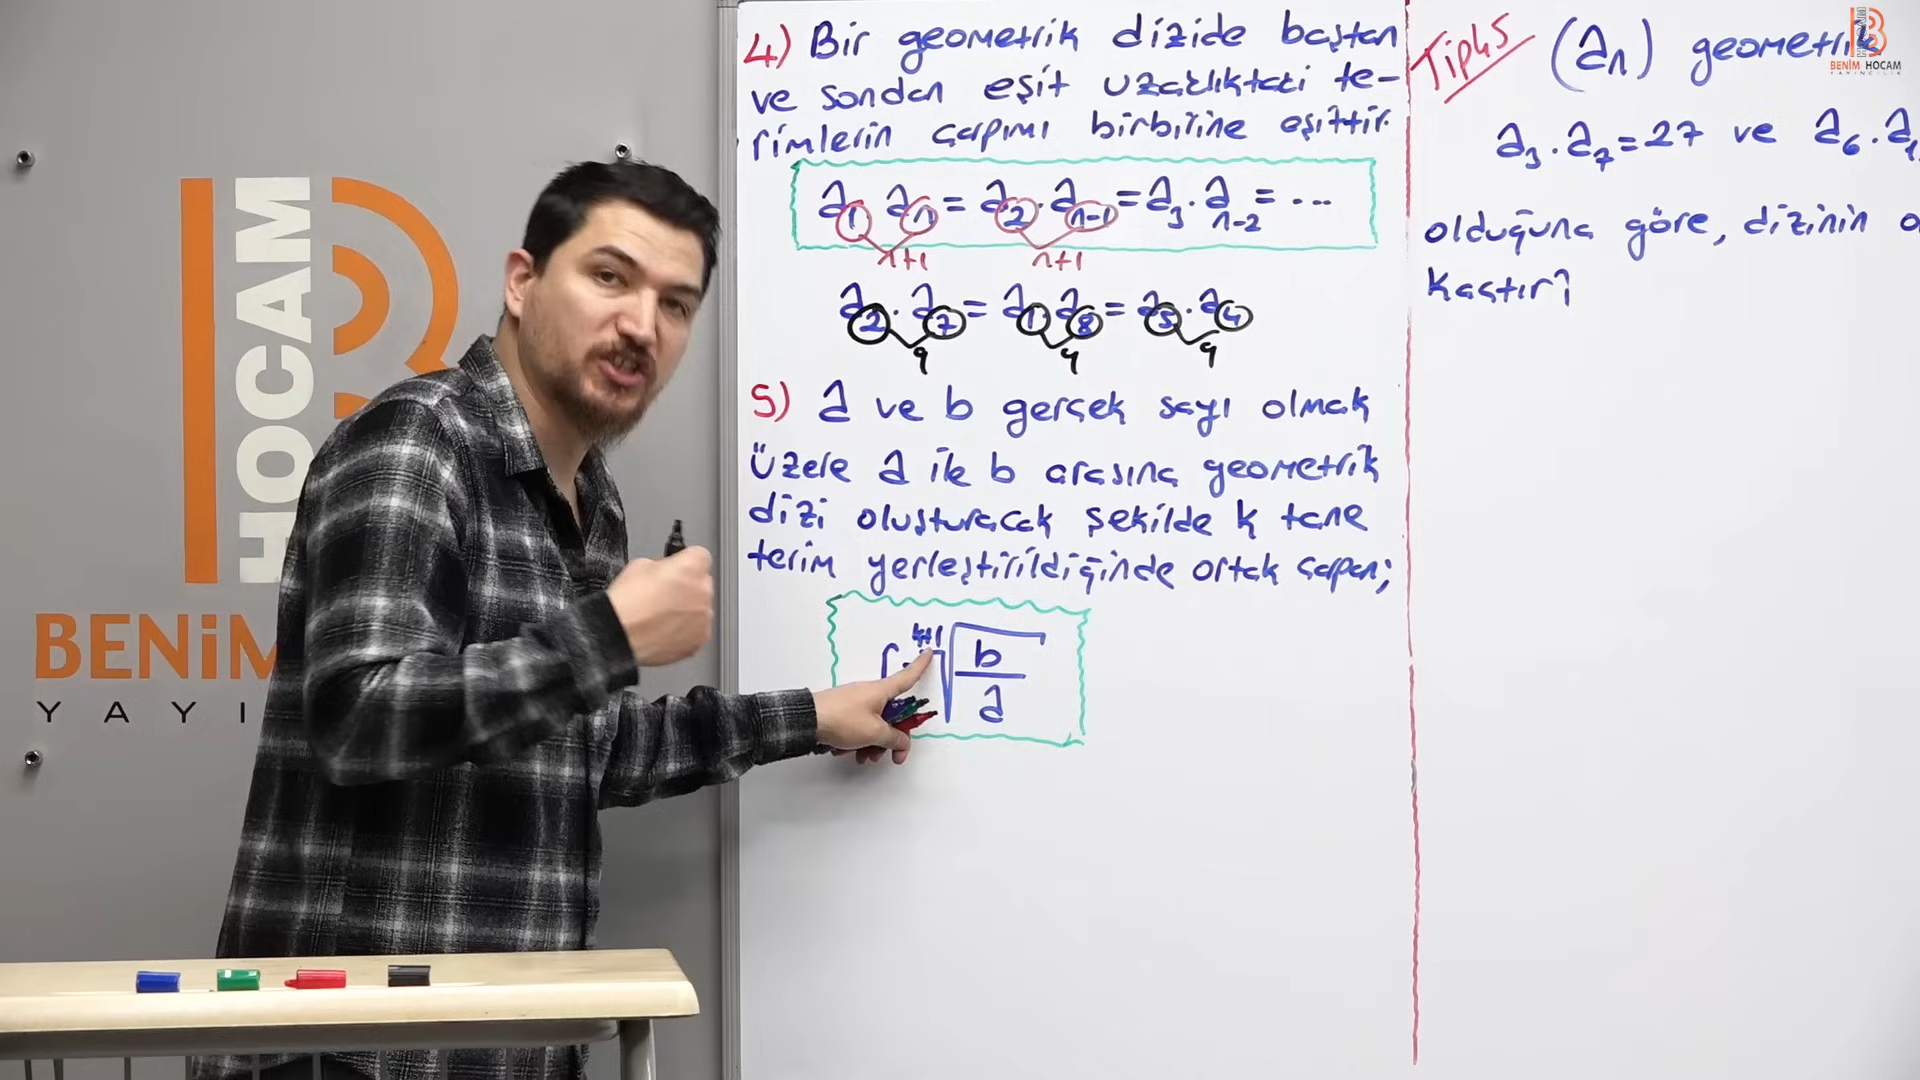 4) Bir geometrik dizide baştan
ve sondan eşit uzaklıktaki te-
rimlerin çarpımı birbirine eşittir.
a₁ . aₙ = a₂ . aₙ₋₁ = a₃ . aₙ₋₂ = ...
n+1 n+1
a₂ . a₇ = a₁ . a₈ = a₅ . a₄
9 9 9
5) a ve b gerçek sayı olmak
üzere a ile b arasına geometrik
dizi oluşturacak şekilde k tane
terim yerleştirildiğinde ortak çarpan;
r
k+1
√
b
a
Tip45 (aₙ) geometrik
a₃ . a₇ = 27 ve a₆ . a
olduğuna göre, dizinin o
kaçtır?
BENİM HOCAM
YAYINCILIK
HOCAM
BENİM
YAYI